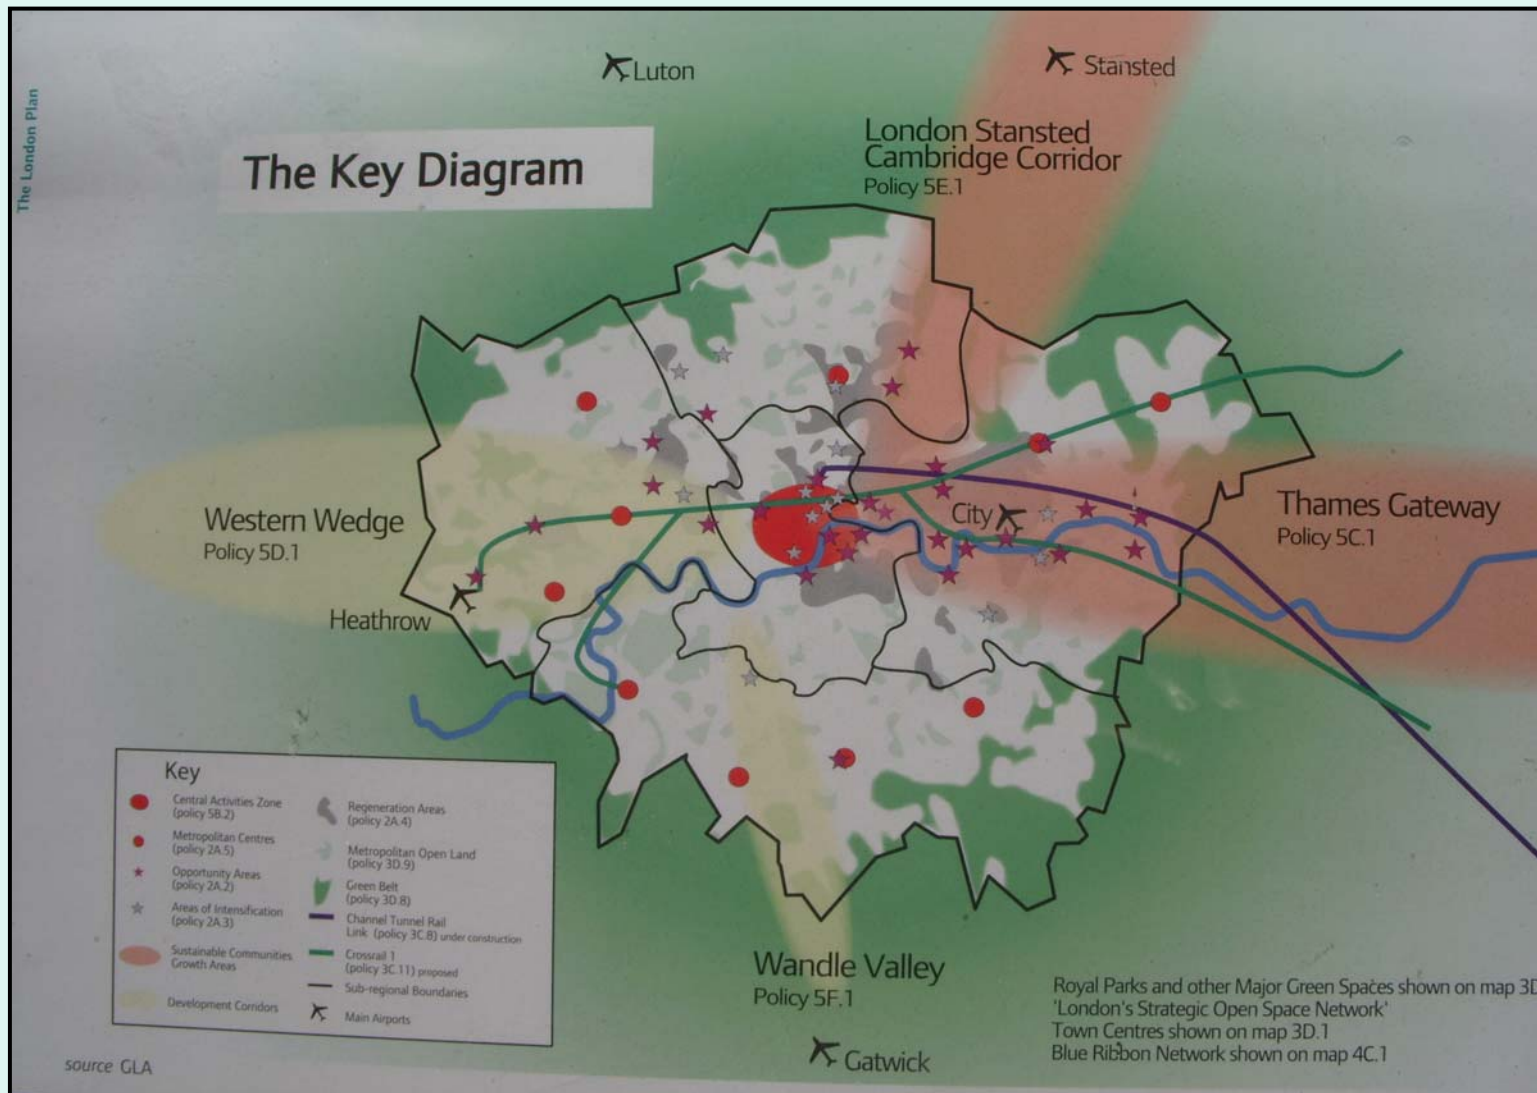 The London Plan
Luton
Stansted
London Stansted
Cambridge Corridor
Policy 5E.1
The Key Diagram
Western Wedge
Policy 5D.1
City
Thames Gateway
Policy 5C.1
Heathrow
Key
Central Activities Zone
(policy 5B.2)
Metropolitan Centres
(policy 2A.5)
Opportunity Areas
(policy 2A.2)
Areas of Intensification
(policy 2A.3)
Sustainable Communities
Growth Areas
Development Corridors
Regeneration Areas
(policy 2A.4)
Metropolitan Open Land
(policy 3D.9)
Green Belt
(policy 3D.8)
Channel Tunnel Rail
Link (policy 3C.8) under construction
Crossrail 1
(policy 3C.11) proposed
Sub-regional Boundaries
Main Airports
Wandle Valley
Policy 5F.1
Gatwick
Royal Parks and other Major Green Spaces shown on map 3D
'London's Strategic Open Space Network'
Town Centres shown on map 3D.1
Blue Ribbon Network shown on map 4C.1
source GLA